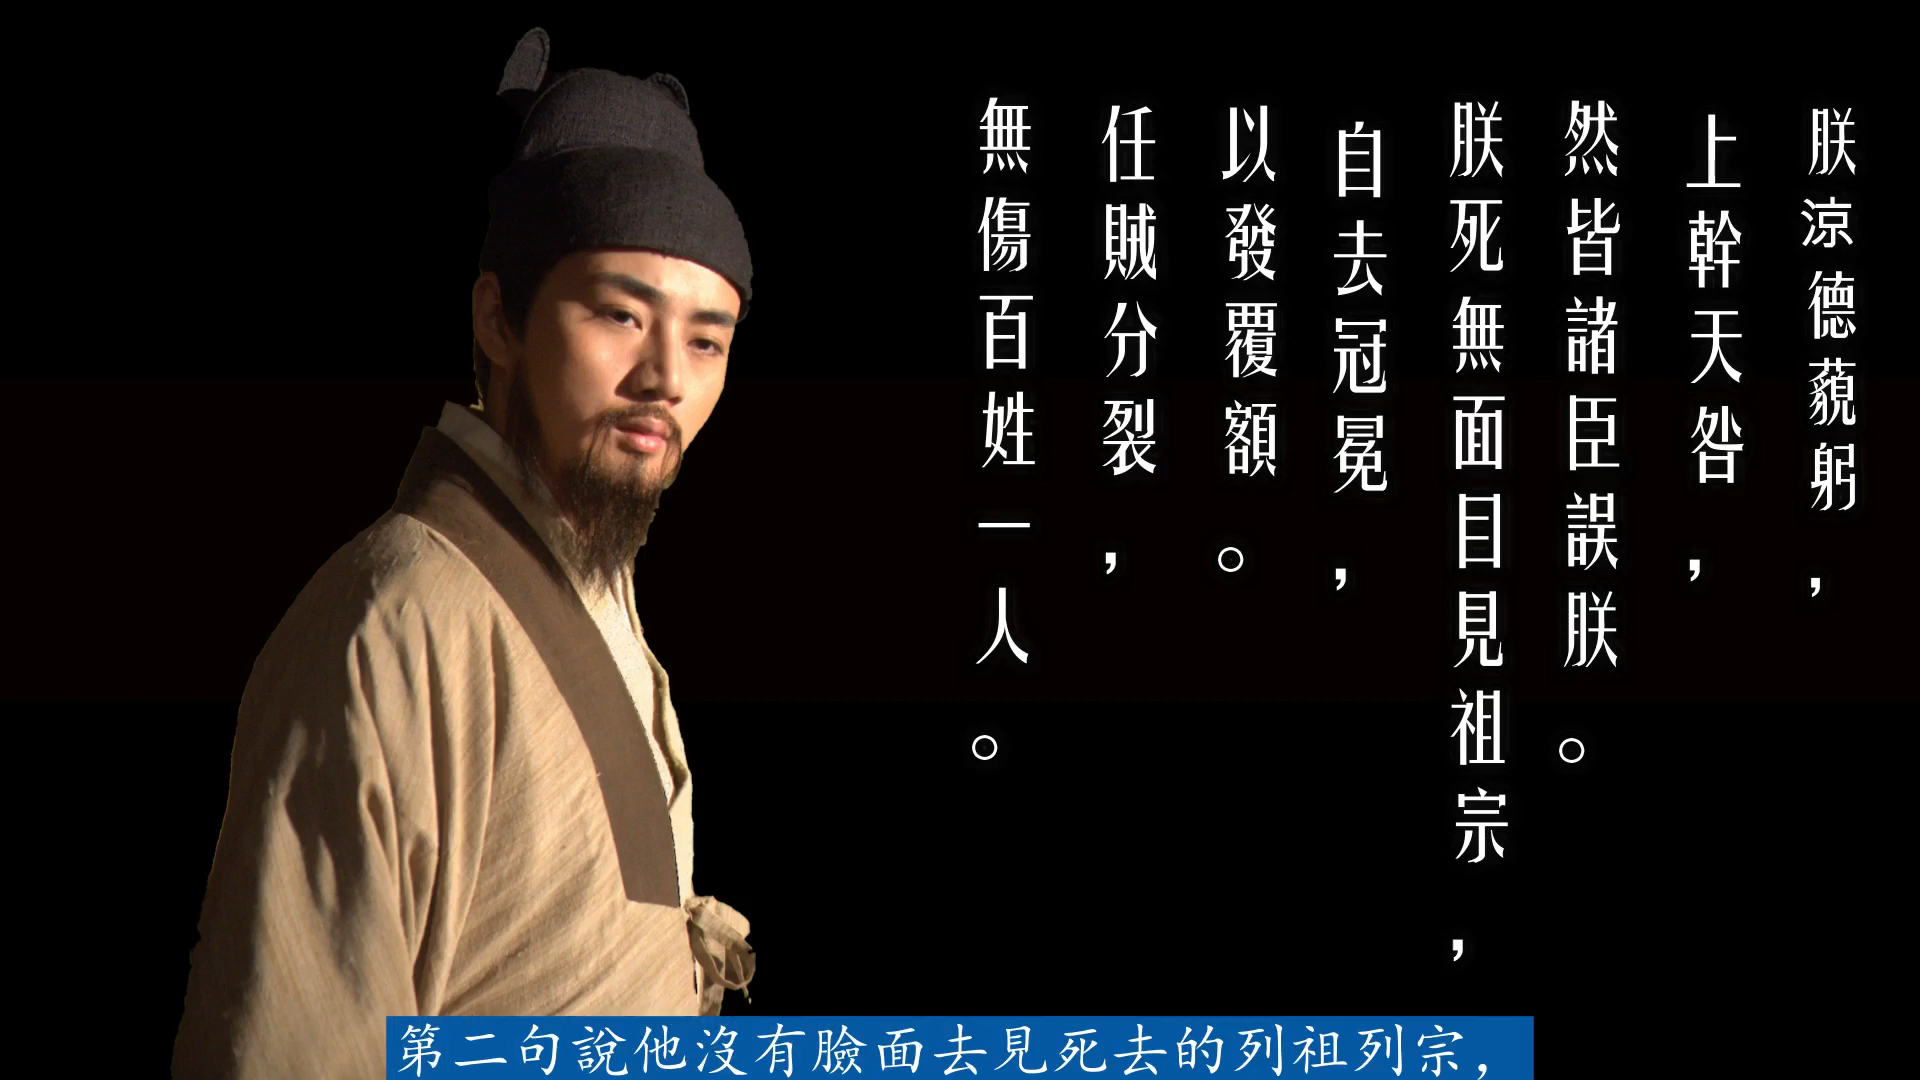 朕涼德藐躬，
上幹天咎，
然皆諸臣誤朕。
朕死無面目見祖宗，
自去冠冕，
以發覆額。
任賊分裂，
無傷百姓一人。
第二句說他沒有臉面去見死去的列祖列宗，